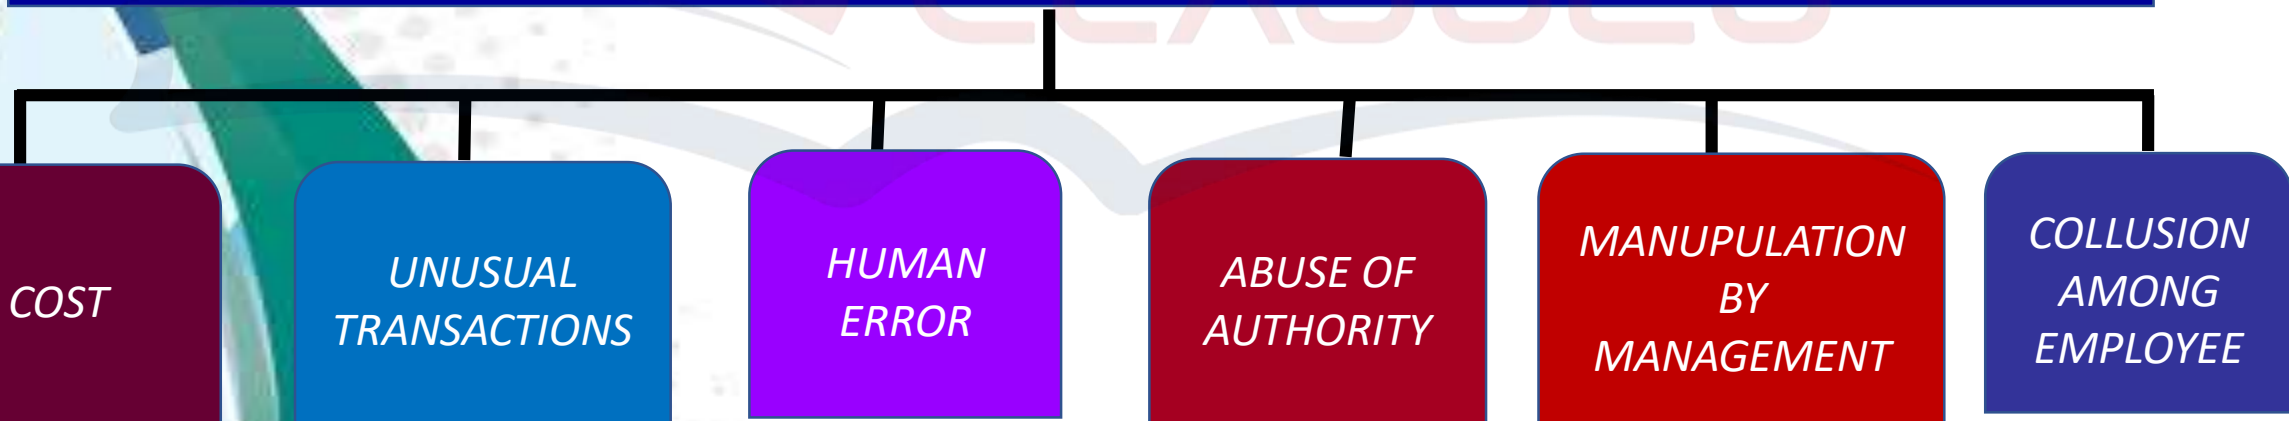 COST
UNUSUAL
TRANSACTIONS
HUMAN
ERROR
ABUSE OF
AUTHORITY
MANUPULATION
BY
MANAGEMENT
COLLUSION
AMONG
EMPLOYEE